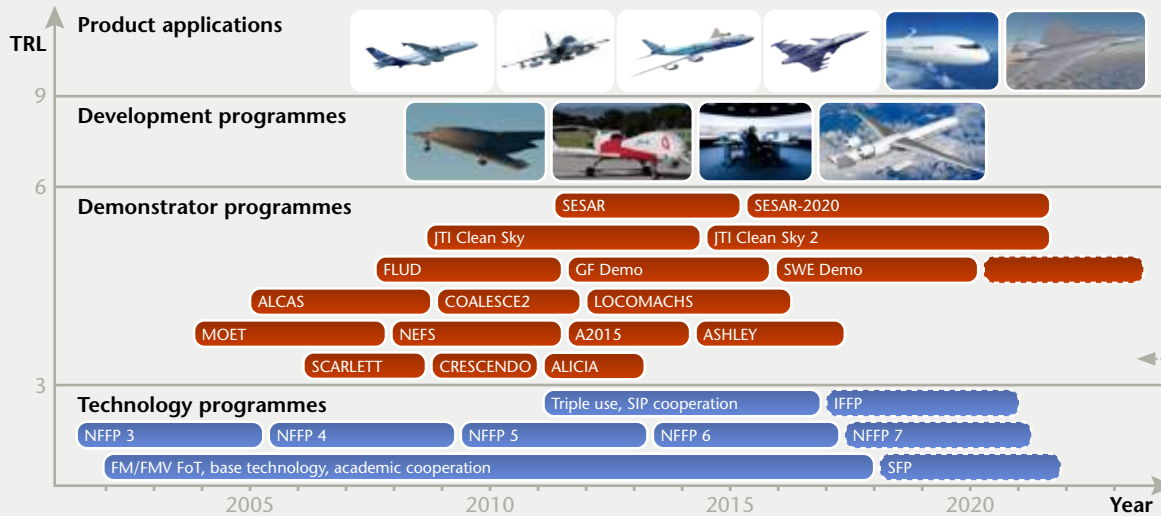 Product applications
TRL
9
Development programmes
6
Demonstrator programmes
SESAR
SESAR-2020
JTI Clean Sky
JTI Clean Sky 2
FLUD
GF Demo
SWE Demo
ALCAS
COALESCE2
LOCOMACHS
MOET
NEFS
A2015
ASHLEY
SCARLETT
CRESCENDO
ALICIA
3
Technology programmes
Triple use, SIP cooperation
IFFP
NFFP 3
NFFP 4
NFFP 5
NFFP 6
NFFP 7
FM/FMV FoT, base technology, academic cooperation
SFP
2005
2010
2015
2020
Year